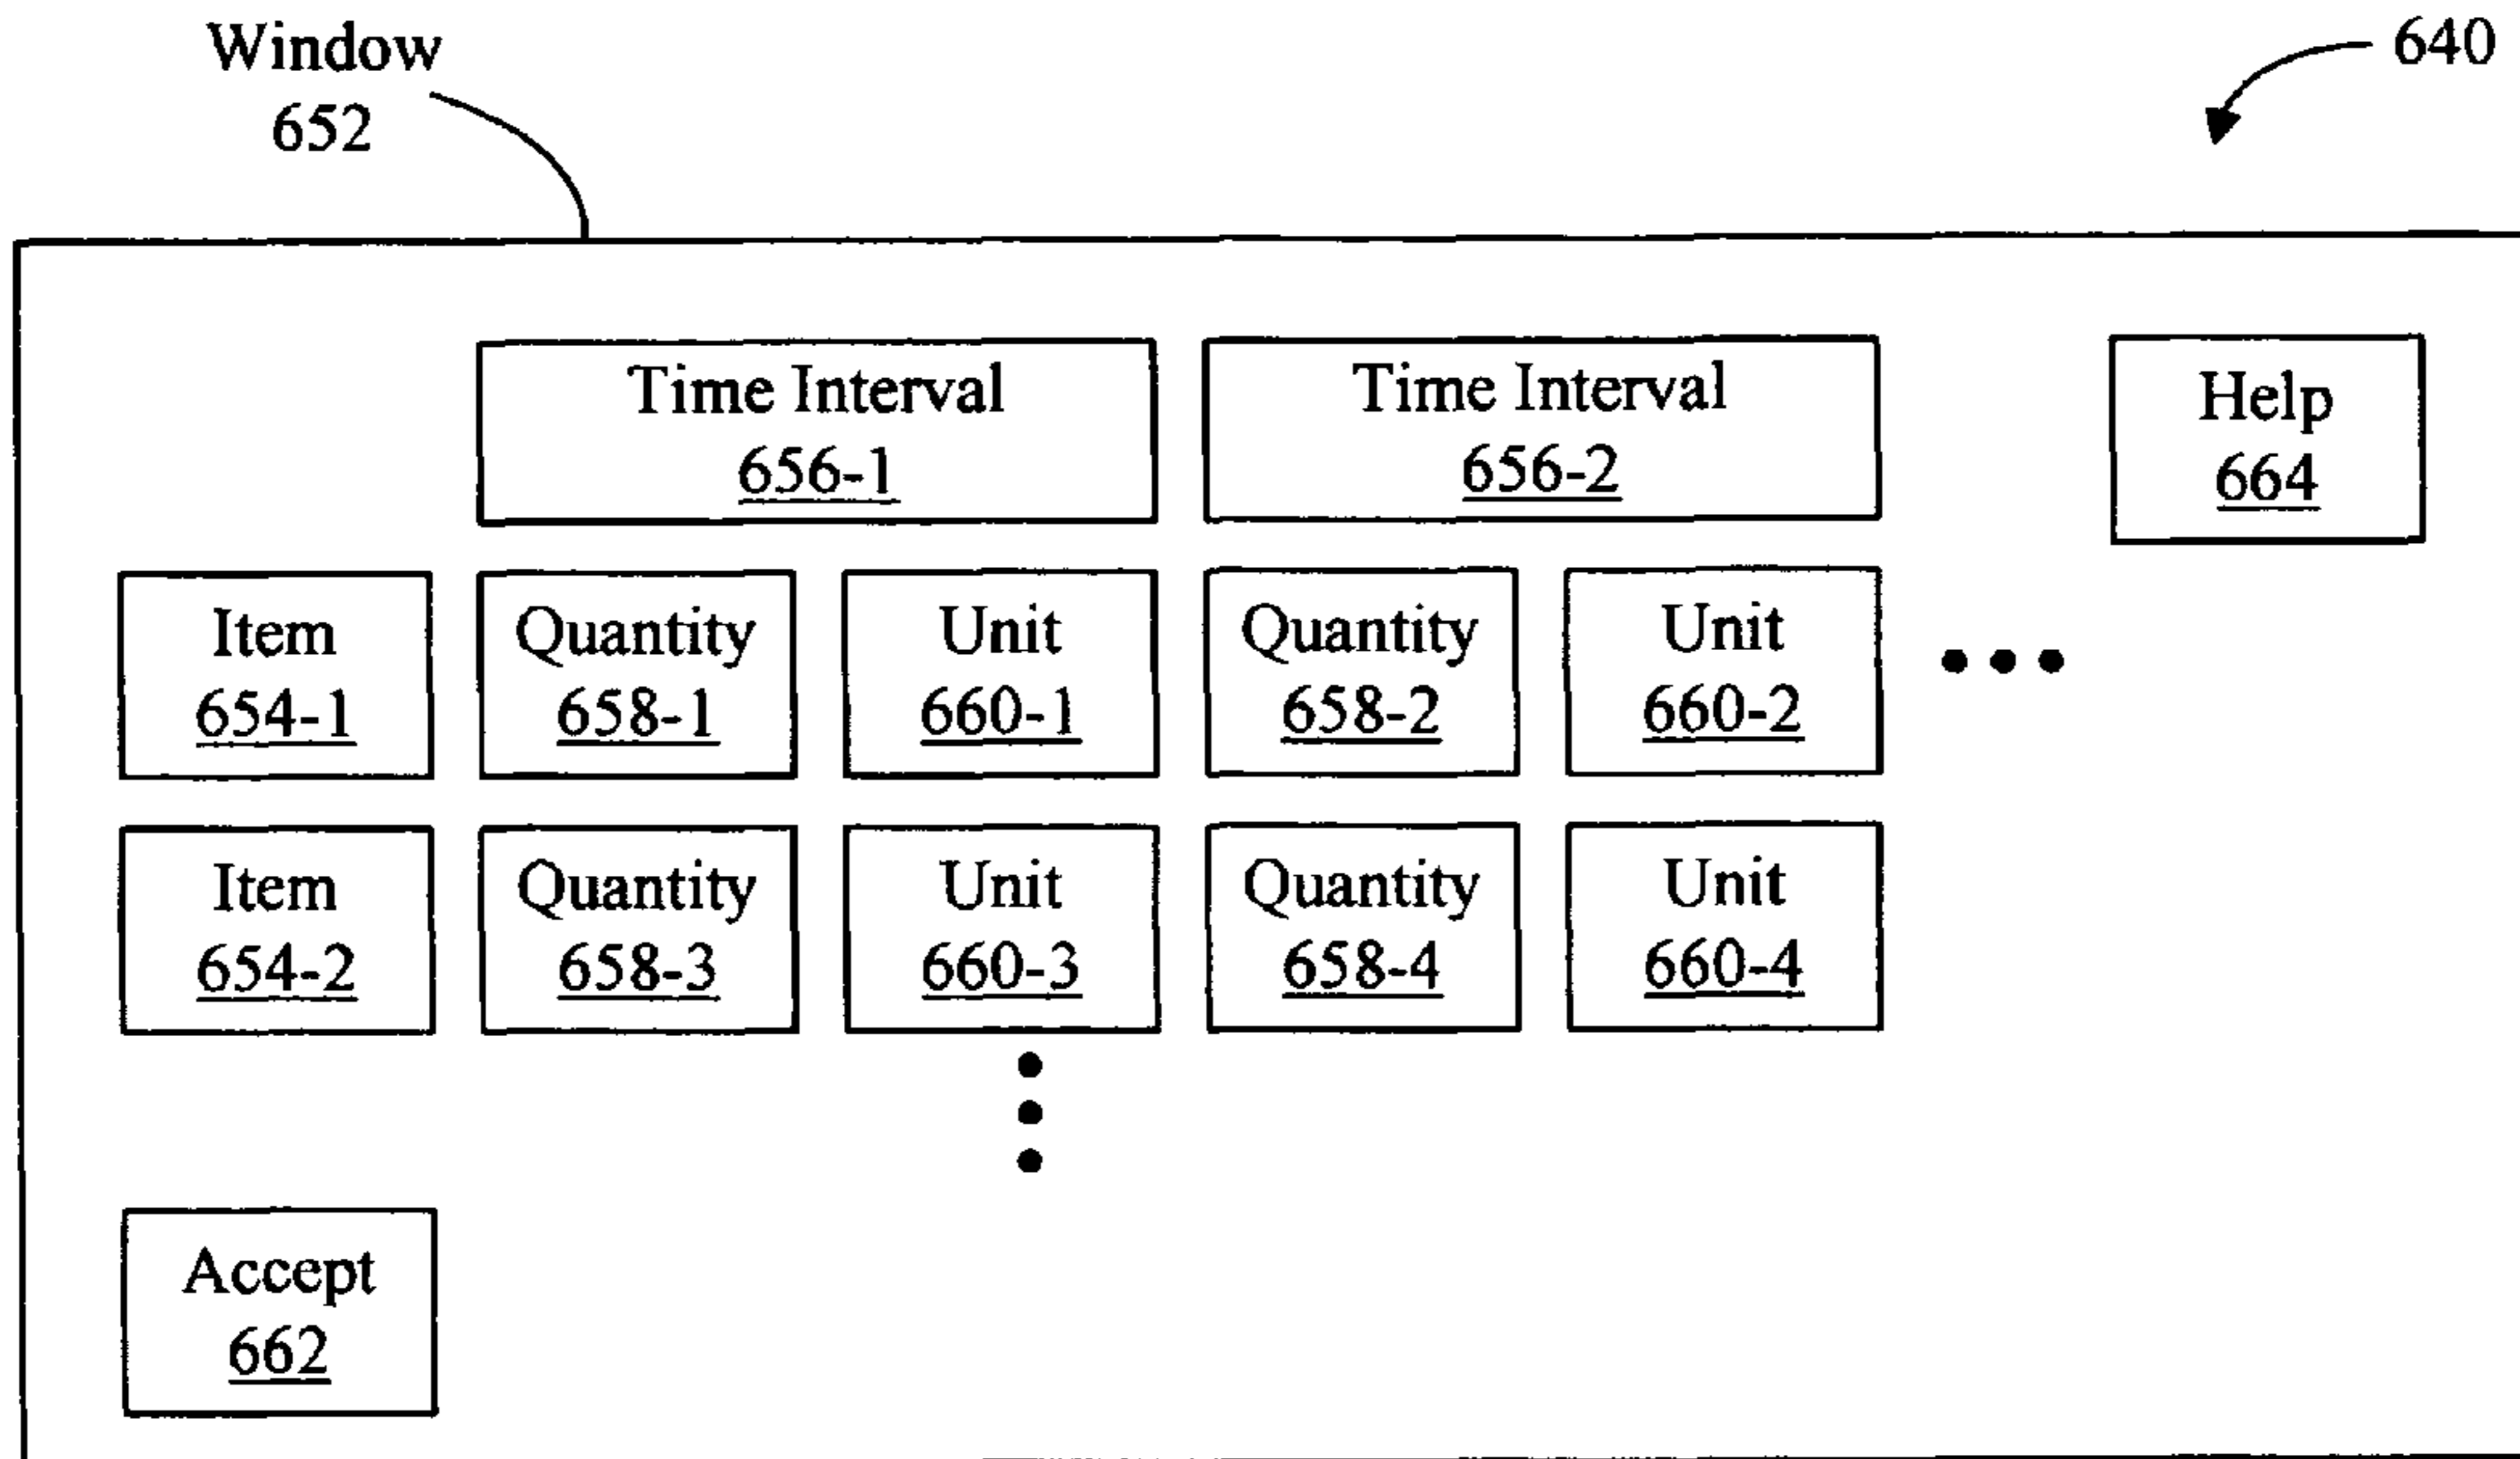 Window
652
640
Time Interval
656-1
Time Interval
656-2
Help
664
Item
654-1
Quantity
658-1
Unit
660-1
Quantity
658-2
Unit
660-2
Item
654-2
Quantity
658-3
Unit
660-3
Quantity
658-4
Unit
660-4
Accept
662